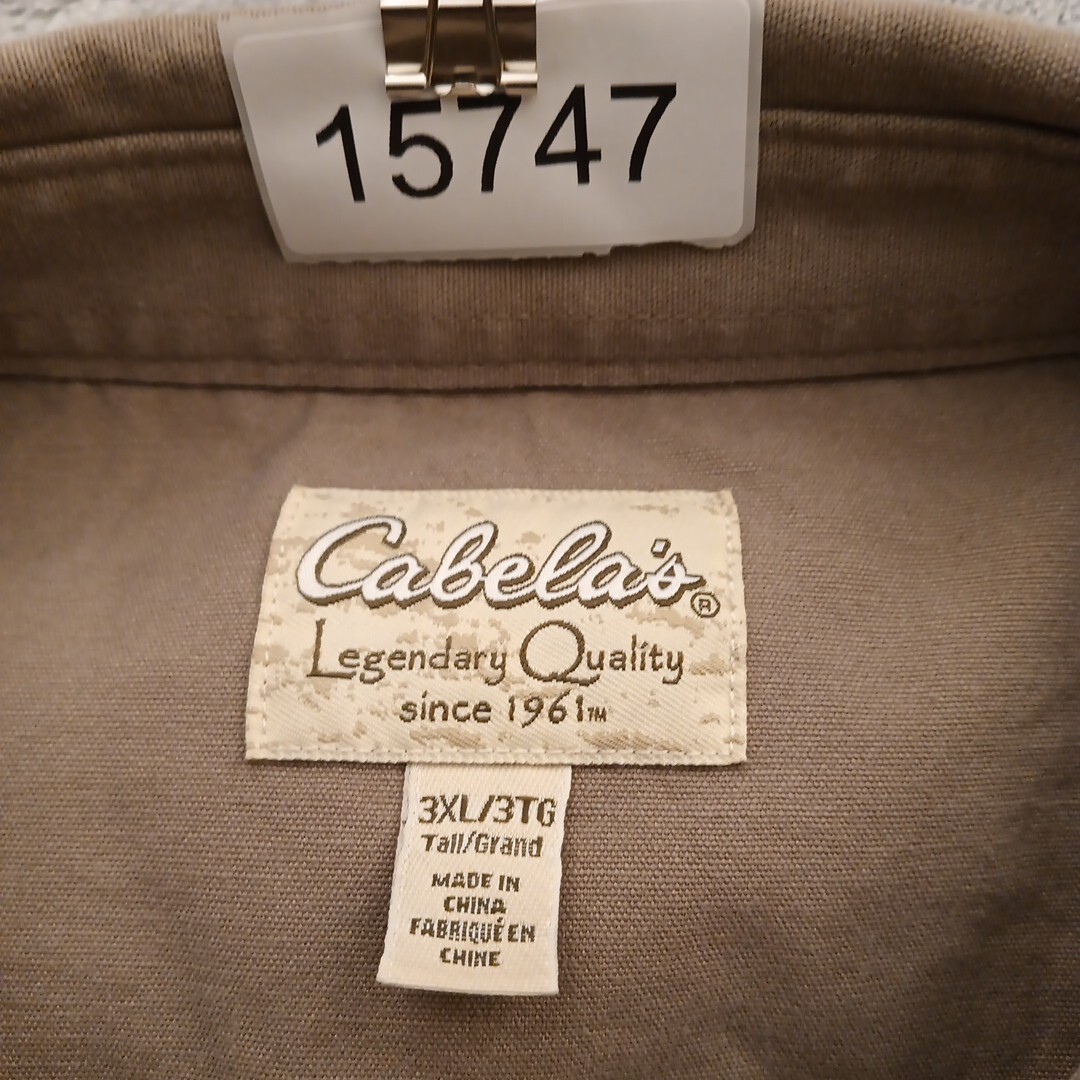 15747
Cabela's®
Legendary Quality
since 1961™
3XL/3TG
Tall/Grand
MADE IN
CHINA
FABRIQUÉ EN
CHINE